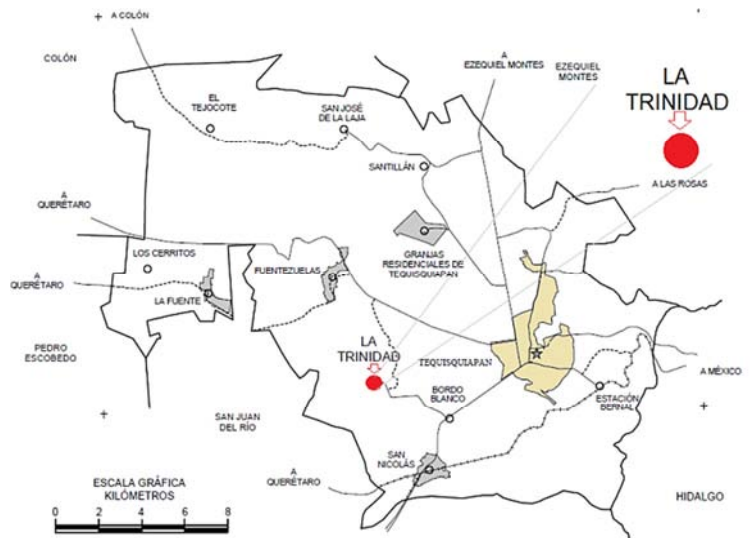 A COLÓN
COLÓN
A
EZEQUIEL MONTES
EZEQUIEL
MONTES
LA
TRINIDAD
EL
TEJOCOTE
SAN JOSÉ
DE LA LAJA
SANTILLÁN
A LAS ROSAS
A
QUERÉTARO
LOS CERRITOS
FUENTEZUELAS
GRANJAS
RESIDENCIALES DE
TEQUISQUIAPAN
A
QUERÉTARO
LA FUENTE
PEDRO
ESCOBEDO
LA
TRINIDAD
TEQUISQUIAPAN
A MÉXICO
BORDO
BLANCO
ESTACIÓN
BERNAL
SAN JUAN
DEL RÍO
SAN
NICOLÁS
A
QUERÉTARO
ESCALA GRÁFICA
KILÓMETROS
0 2 4 6 8
HIDALGO